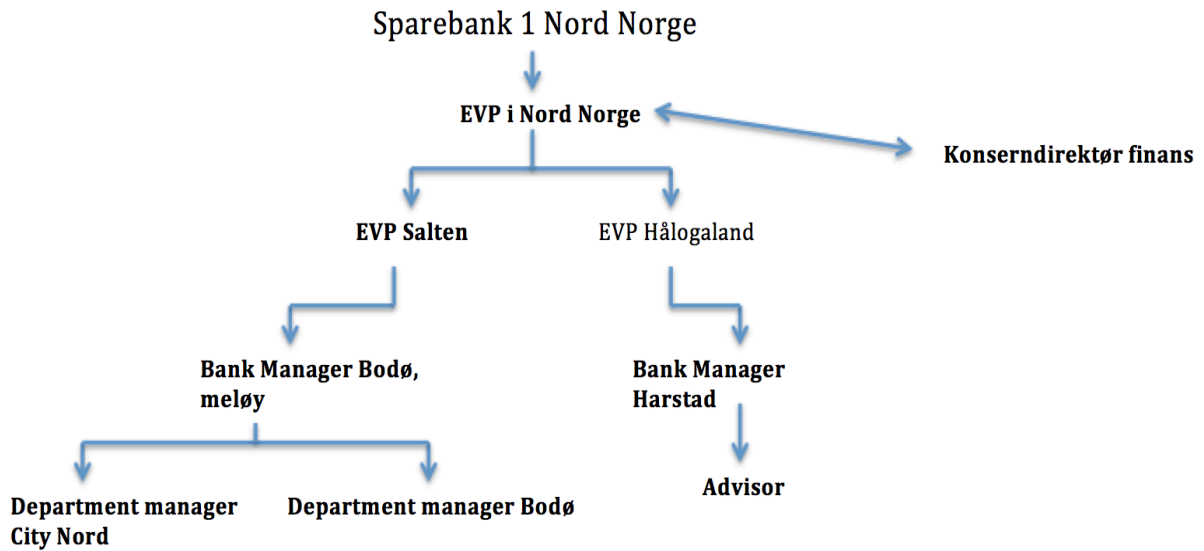 Sparebank 1 Nord Norge
EVP i Nord Norge
Konserndirektør finans
EVP Salten
EVP Hålogaland
Bank Manager Bodø,
meløy
Bank Manager
Harstad
Advisor
Department manager
City Nord
Department manager Bodø